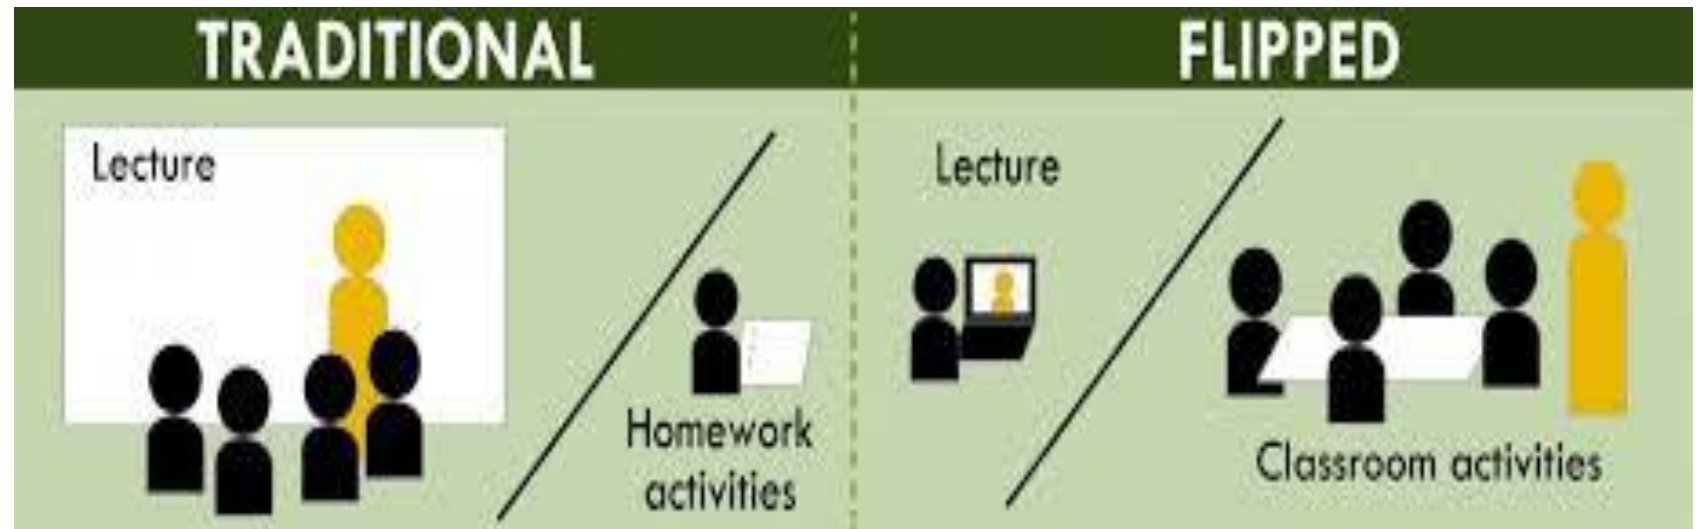 TRADITIONAL
Lecture
Homework
activities
FLIPPED
Lecture
Classroom activities